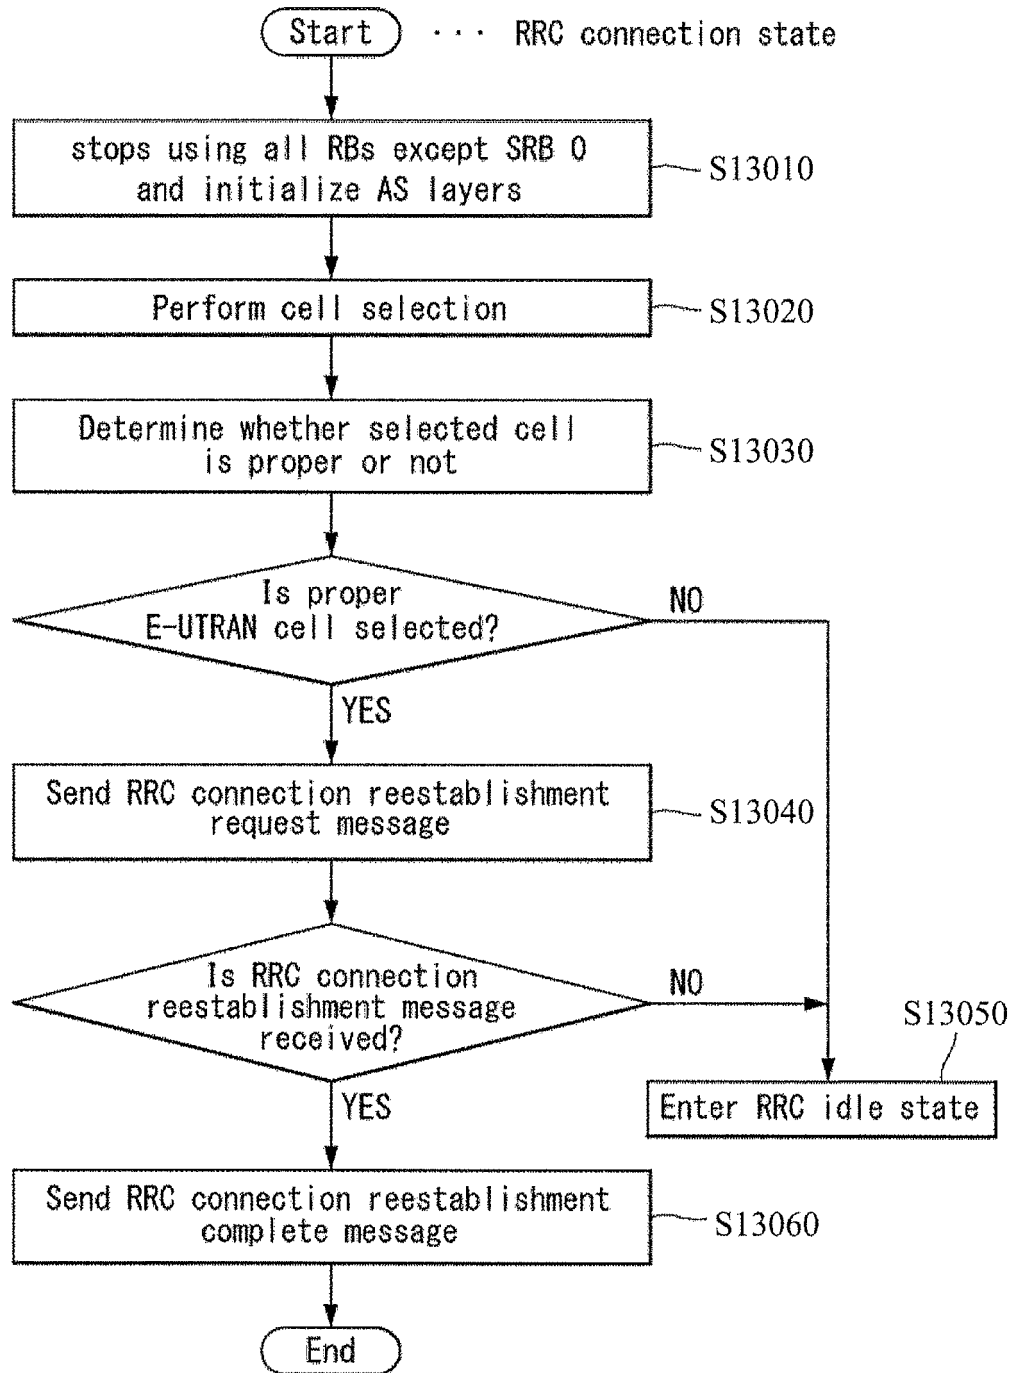 Start ··· RRC connection state
stops using all RBs except SRB 0
and initialize AS layers
S13010
Perform cell selection
S13020
Determine whether selected cell
is proper or not
S13030
Is proper
E-UTRAN cell selected?
NO
YES
Send RRC connection reestablishment
request message
S13040
Is RRC connection
reestablishment message
received?
NO
YES
S13050
Enter RRC idle state
Send RRC connection reestablishment
complete message
S13060
End